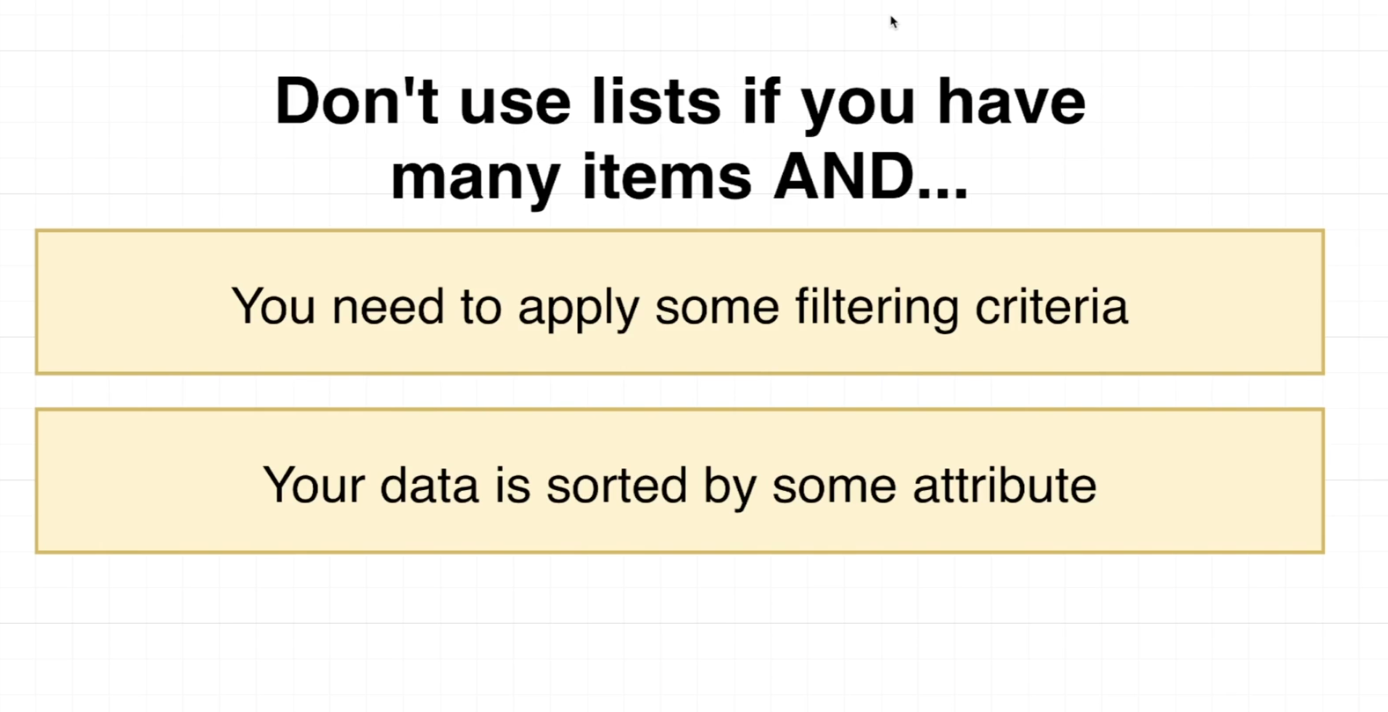 Don't use lists if you have
many items AND...
You need to apply some filtering criteria
Your data is sorted by some attribute